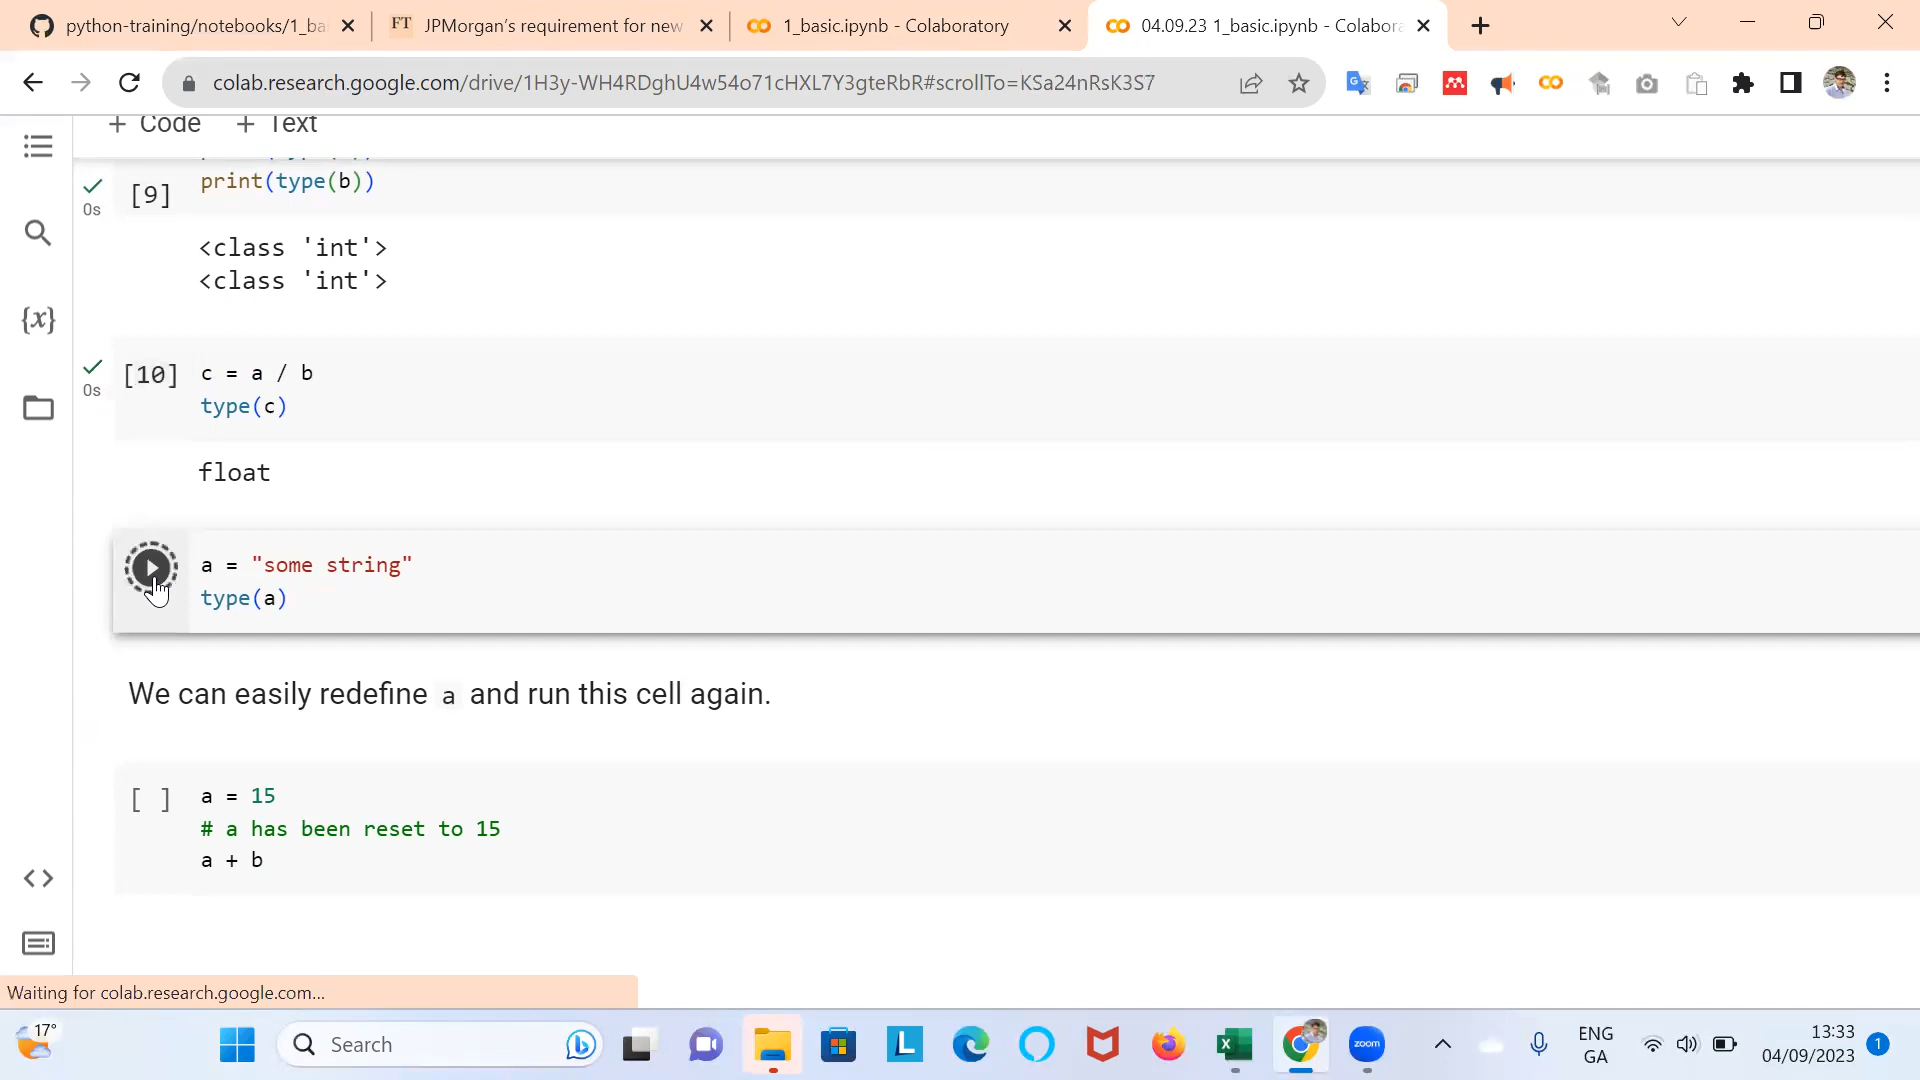 python-training/notebooks/1_ba
FT JPMorgan's requirement for new
1_basic.ipynb - Colaboratory
04.09.23 1_basic.ipynb - Colabora
colab.research.google.com/drive/1H3y-WH4RDghU4w54o71cHXL7Y3gteRbR#scrollTo=KSa24nRsK3S7
+ Code + Text
[9] print(type(b))
0s
<class 'int'>
<class 'int'>
[10] c = a / b
0s type(c)
float
a = "some string"
type(a)
We can easily redefine a and run this cell again.
[ ] a = 15
# a has been reset to 15
a + b
Waiting for colab.research.google.com...
17°
Search
L
X
zoom
ENG
GA
13:33
04/09/2023
1